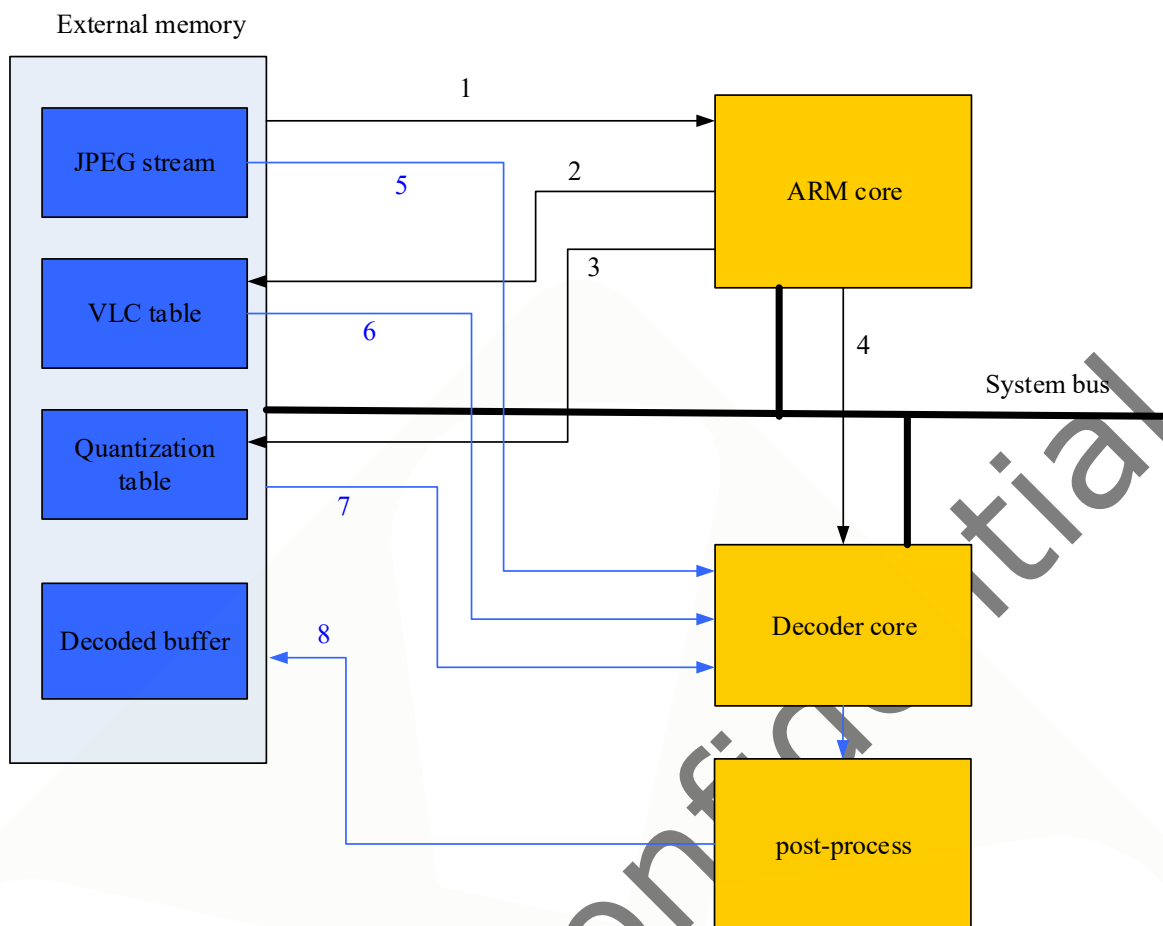 External memory
1
JPEG stream
ARM core
2
5
3
VLC table
6
4
System bus
Quantization
table
7
Decoder core
8
Decoded buffer
post-process